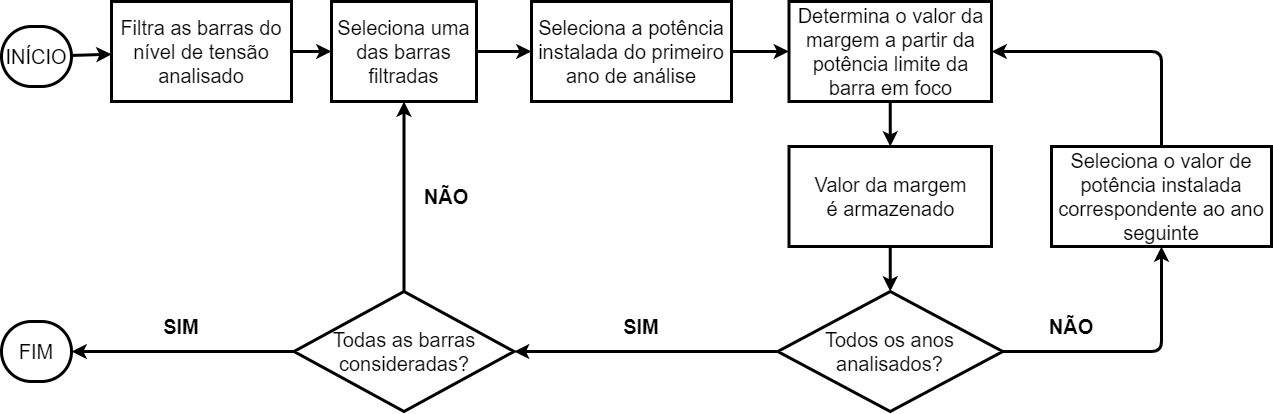 INÍCIO
Filtra as barras do
nível de tensão
analisado
Seleciona uma
das barras
filtradas
Seleciona a potência
instalada do primeiro
ano de análise
Determina o valor da
margem a partir da
potência limite da
barra em foco
Valor da margem
é armazenado
Seleciona o valor de
potência instalada
correspondente ao ano
seguinte
NÃO
FIM
SIM
Todas as barras
consideradas?
SIM
Todos os anos
analisados?
NÃO